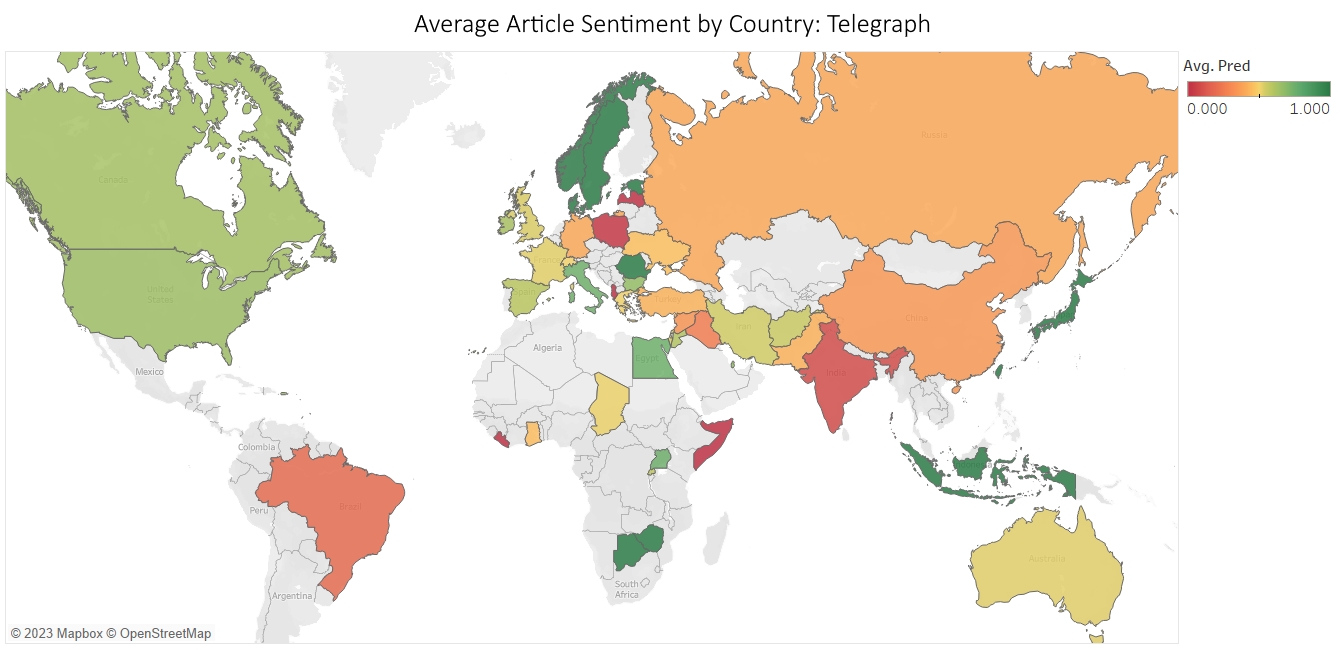 Average Article Sentiment by Country: Telegraph
Avg. Pred
0.000
1.000
Russia
Canada
United
States
France
Turkey
Iran
China
Algeria
Egypt
India
Mexico
Colombia
Peru
Brazil
Argentina
South
Africa
Australia
© 2023 Mapbox © OpenStreetMap